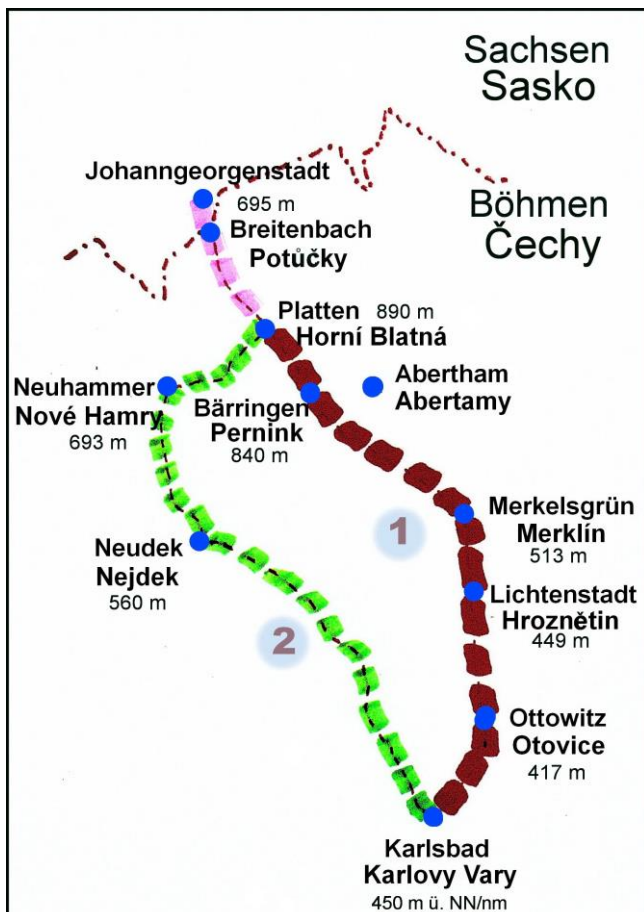 Sachsen
Sasko
Johanngeorgenstadt
695 m
Böhmen
Čechy
Breitenbach
Potůčky
Platten 890 m
Horní Blatná
Neuhammer
Nové Hamry
693 m
Bärringen
Pernink
840 m
Abertham
Abertamy
Merkelsgrün
Merklín
513 m
1
Neudek
Nejdek
560 m
Lichtenstadt
Hroznětin
449 m
2
Ottowitz
Otovice
417 m
Karlsbad
Karlovy Vary
450 m ü. NN/nm